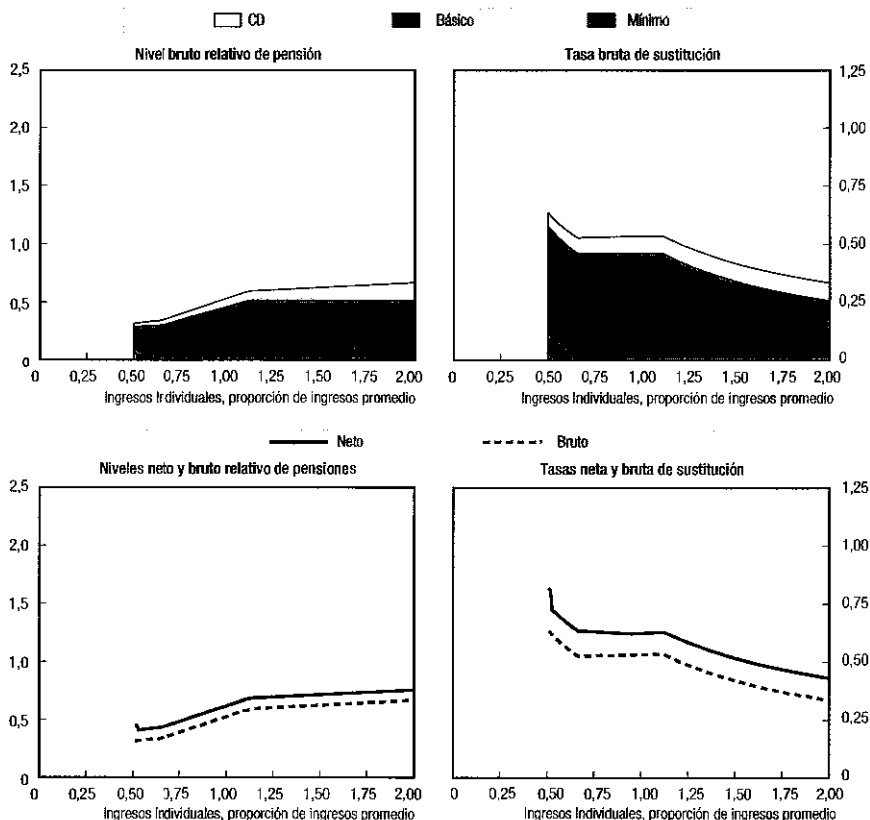 CD Básico Mínimo
Nivel bruto relativo de pensión
Tasa bruta de sustitución
2,5
2,0
1,5
1,0
0,5
0
0 0,25 0,50 0,75 1,00 1,25 1,50 1,75 2,00
Ingresos Individuales, proporción de ingresos promedio
1,25
1,00
0,75
0,50
0,25
0
0 0,25 0,50 0,75 1,00 1,25 1,50 1,75 2,00
Ingresos Individuales, proporción de ingresos promedio
Neto Bruto
Niveles neto y bruto relativo de pensiones
Tasas neta y bruta de sustitución
2,5
2,0
1,5
1,0
0,5
0
0 0,25 0,50 0,75 1,00 1,25 1,50 1,75 2,00
Ingresos Individuales, proporción de ingresos promedio
1,25
1,00
0,75
0,50
0,25
0
0 0,25 0,50 0,75 1,00 1,25 1,50 1,75 2,00
Ingresos Individuales, proporción de ingresos promedio